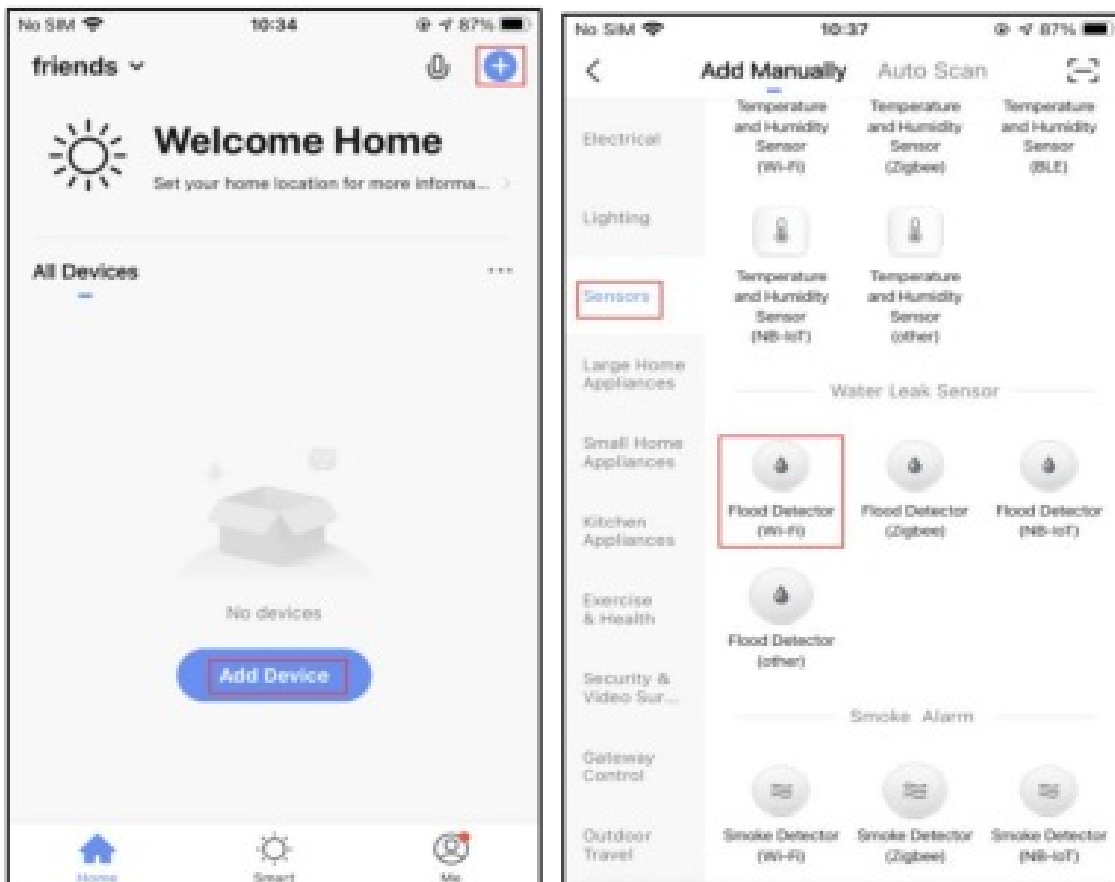 No SIM 10:34 87%
friends
Welcome Home
Set your home location for more informa...
All Devices
...
No devices
Add Device
Home
Smart
Me
No SIM 10:37 87%
Add Manually Auto Scan
Electrical
Lighting
Sensors
Large Home
Appliances
Small Home
Appliances
Kitchen
Appliances
Exercise
& Health
Security &
Video Sur...
Gateway
Control
Outdoor
Travel
Temperature
and Humidity
Sensor
(Wi-Fi)
Temperature
and Humidity
Sensor
(Zigbee)
Temperature
and Humidity
Sensor
(BLE)
Temperature
and Humidity
Sensor
(NB-IoT)
Temperature
and Humidity
Sensor
(other)
Water Leak Sensor
Flood Detector
(Wi-Fi)
Flood Detector
(Zigbee)
Flood Detector
(NB-IoT)
Flood Detector
(other)
Smoke Alarm
Smoke Detector
(Wi-Fi)
Smoke Detector
(Zigbee)
Smoke Detector
(NB-IoT)